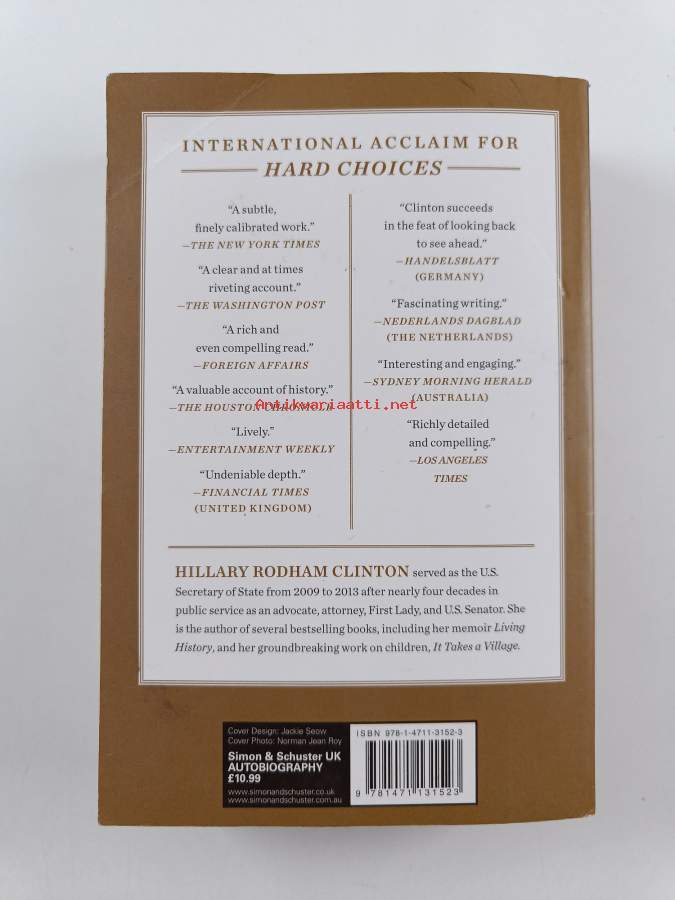 INTERNATIONAL ACCLAIM FOR
HARD CHOICES
“A subtle,
finely calibrated work.”
—THE NEW YORK TIMES
“A clear and at times
riveting account.”
—THE WASHINGTON POST
“A rich and
even compelling read.”
—FOREIGN AFFAIRS
“A valuable account of history.”
—THE HOUSTON CHRONICLE
“Lively.”
—ENTERTAINMENT WEEKLY
“Undeniable depth.”
—FINANCIAL TIMES
(UNITED KINGDOM)
“Clinton succeeds
in the feat of looking back
to see ahead.”
—HANDELSBLATT
(GERMANY)
“Fascinating writing.”
—NEDERLANDS DAGBLAD
(THE NETHERLANDS)
“Interesting and engaging.”
—SYDNEY MORNING HERALD
(AUSTRALIA)
“Richly detailed
and compelling.”
—LOS ANGELES
TIMES
Antikvariaatti.net
HILLARY RODHAM CLINTON served as the U.S.
Secretary of State from 2009 to 2013 after nearly four decades in
public service as an advocate, attorney, First Lady, and U.S. Senator. She
is the author of several bestselling books, including her memoir Living
History, and her groundbreaking work on children, It Takes a Village.
Cover Design: Jackie Seow
Cover Photo: Norman Jean Roy
Simon & Schuster UK
AUTOBIOGRAPHY
£10.99
www.simonandschuster.co.uk
www.simonandschuster.com.au
ISBN 978-1-4711-3152-3
9 781471 131523